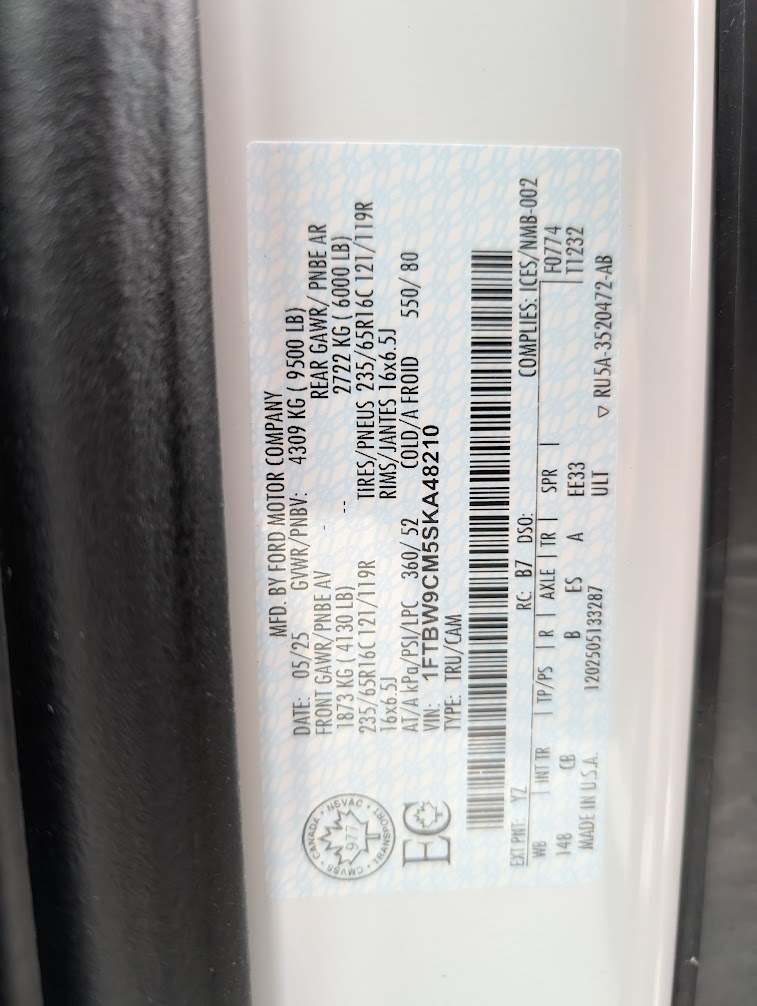 MFD. BY FORD MOTOR COMPANY
DATE: 05/25 GVWR/PNBV: 4309 KG ( 9500 LB)
FRONT GAWR/PNBE AV - REAR GAWR/ PNBE AR
1873 KG ( 4130 LB) -- 2722 KG ( 6000 LB)
235/65R16C 121/119R TIRES/PNEUS 235/65R16C 121/119R
16x6.5J RIMS/JANTES 16x6.5J
AT/A kPa/PSI/LPC 360/ 52 COLD/A FROID 550/ 80
VIN: 1FTBW9CM5SKA48210
TYPE: TRU/CAM
CANADA • NSVAC • TRANSPORT • CMVSS •
977
EC
EXT PNT: YZ RC: B7 DSO: COMPLIES: ICES/NMB-002
WB | INT TR | TP/PS | R | AXLE | TR | SPR | F0774
148 CB B ES A EE33 T1232
MADE IN U.S.A. 1202505133287 ULT ▽ RU5A-3520472-AB